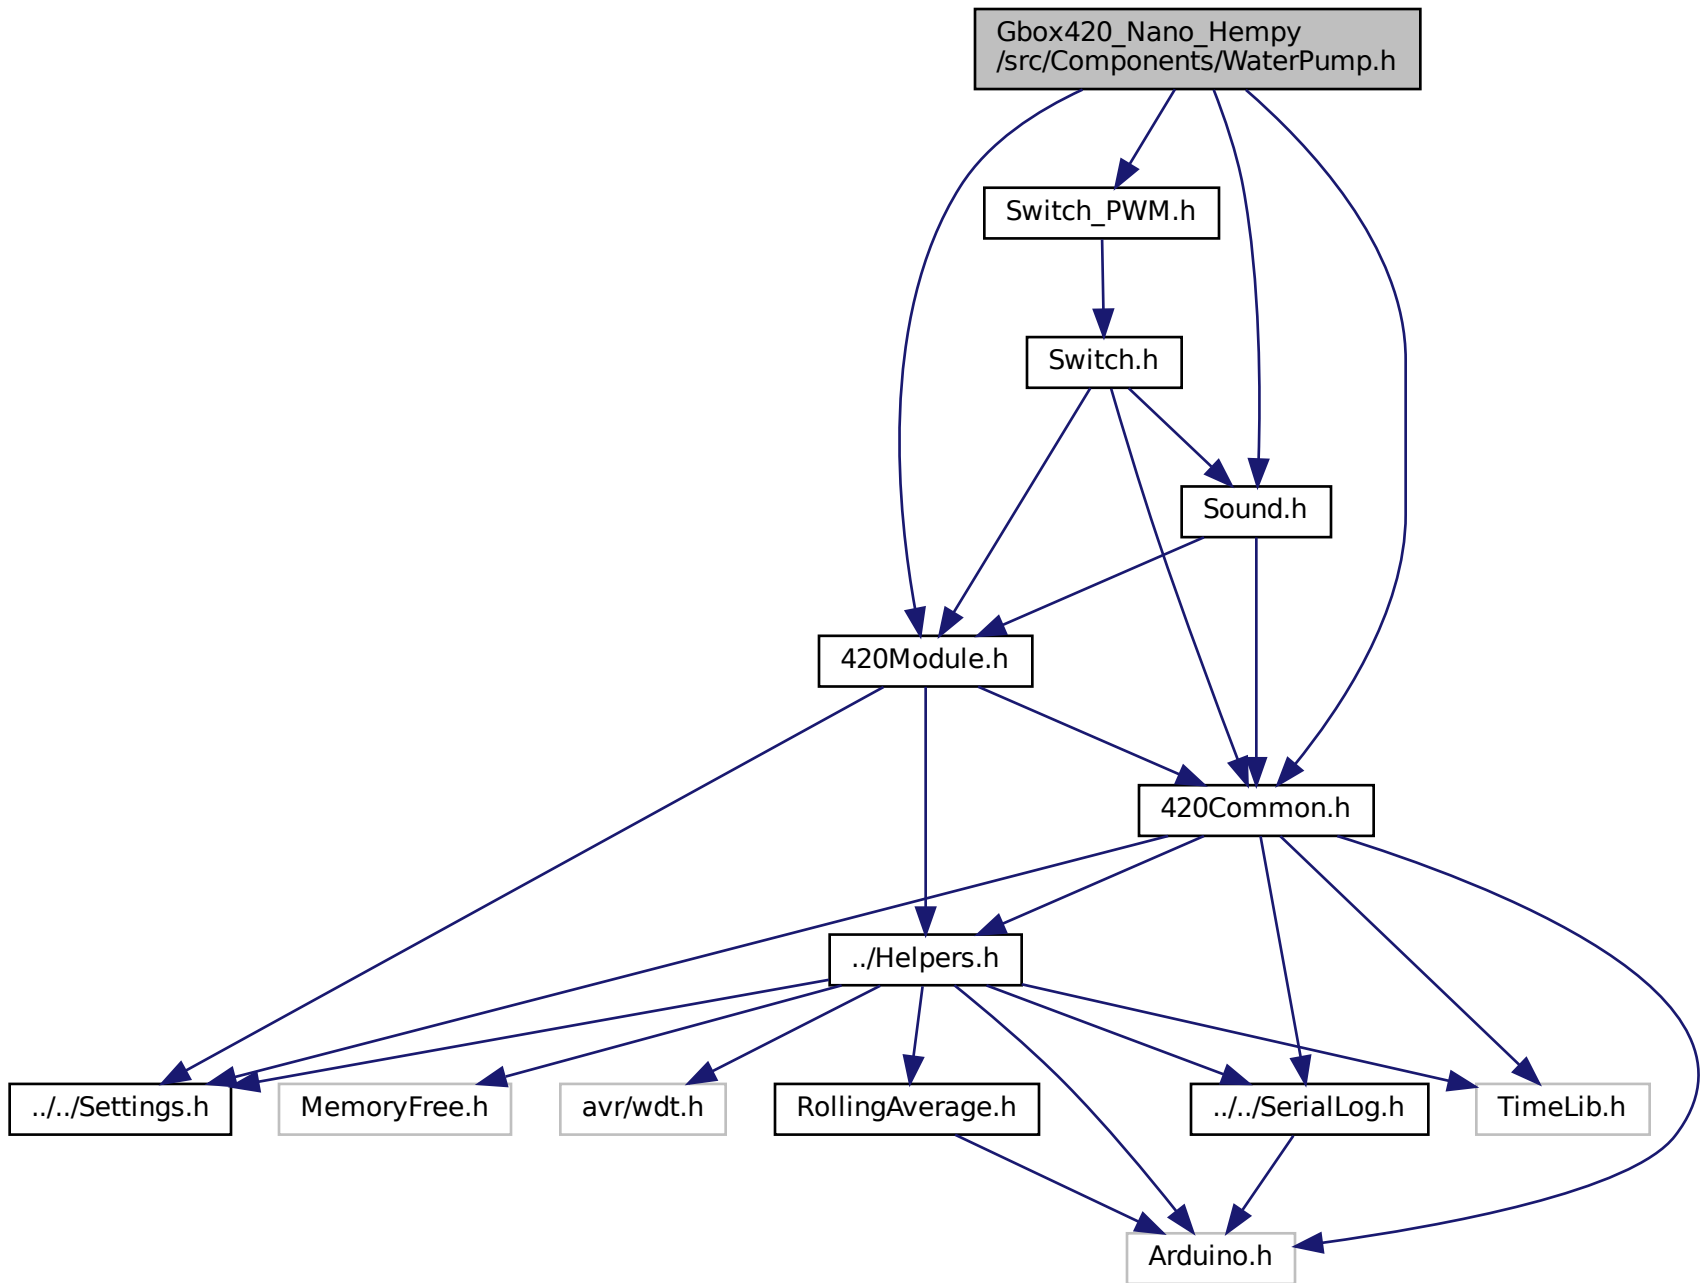 Gbox420_Nano_Hempy
/src/Components/WaterPump.h
Switch_PWM.h
Switch.h
Sound.h
420Module.h
420Common.h
../Helpers.h
../../Settings.h
MemoryFree.h
avr/wdt.h
RollingAverage.h
../../SerialLog.h
TimeLib.h
Arduino.h